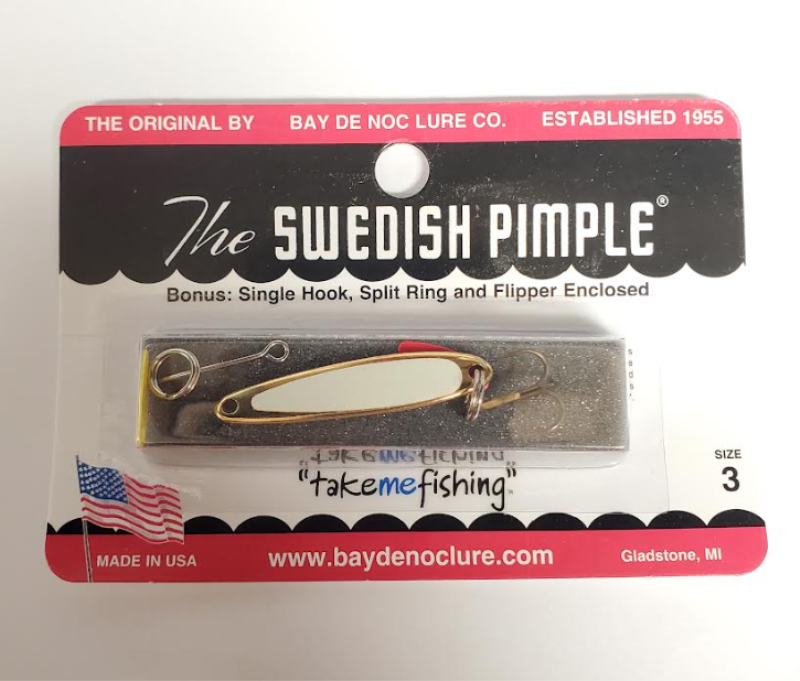 THE ORIGINAL BY BAY DE NOC LURE CO. ESTABLISHED 1955
The SWEDISH PIMPLE®
Bonus: Single Hook, Split Ring and Flipper Enclosed
"takemefishing"™
SIZE
3
MADE IN USA www.baydenoclure.com Gladstone, MI